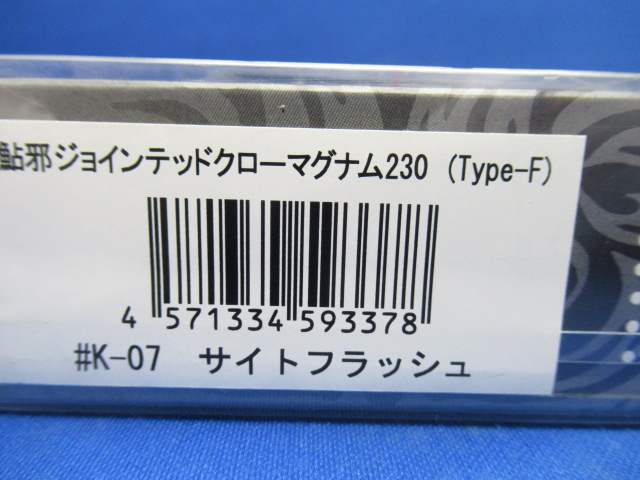 鮎邪ジョインテッドクローマグナム230 (Type-F)
4 571334 593378
#K-07 サイトフラッシュ